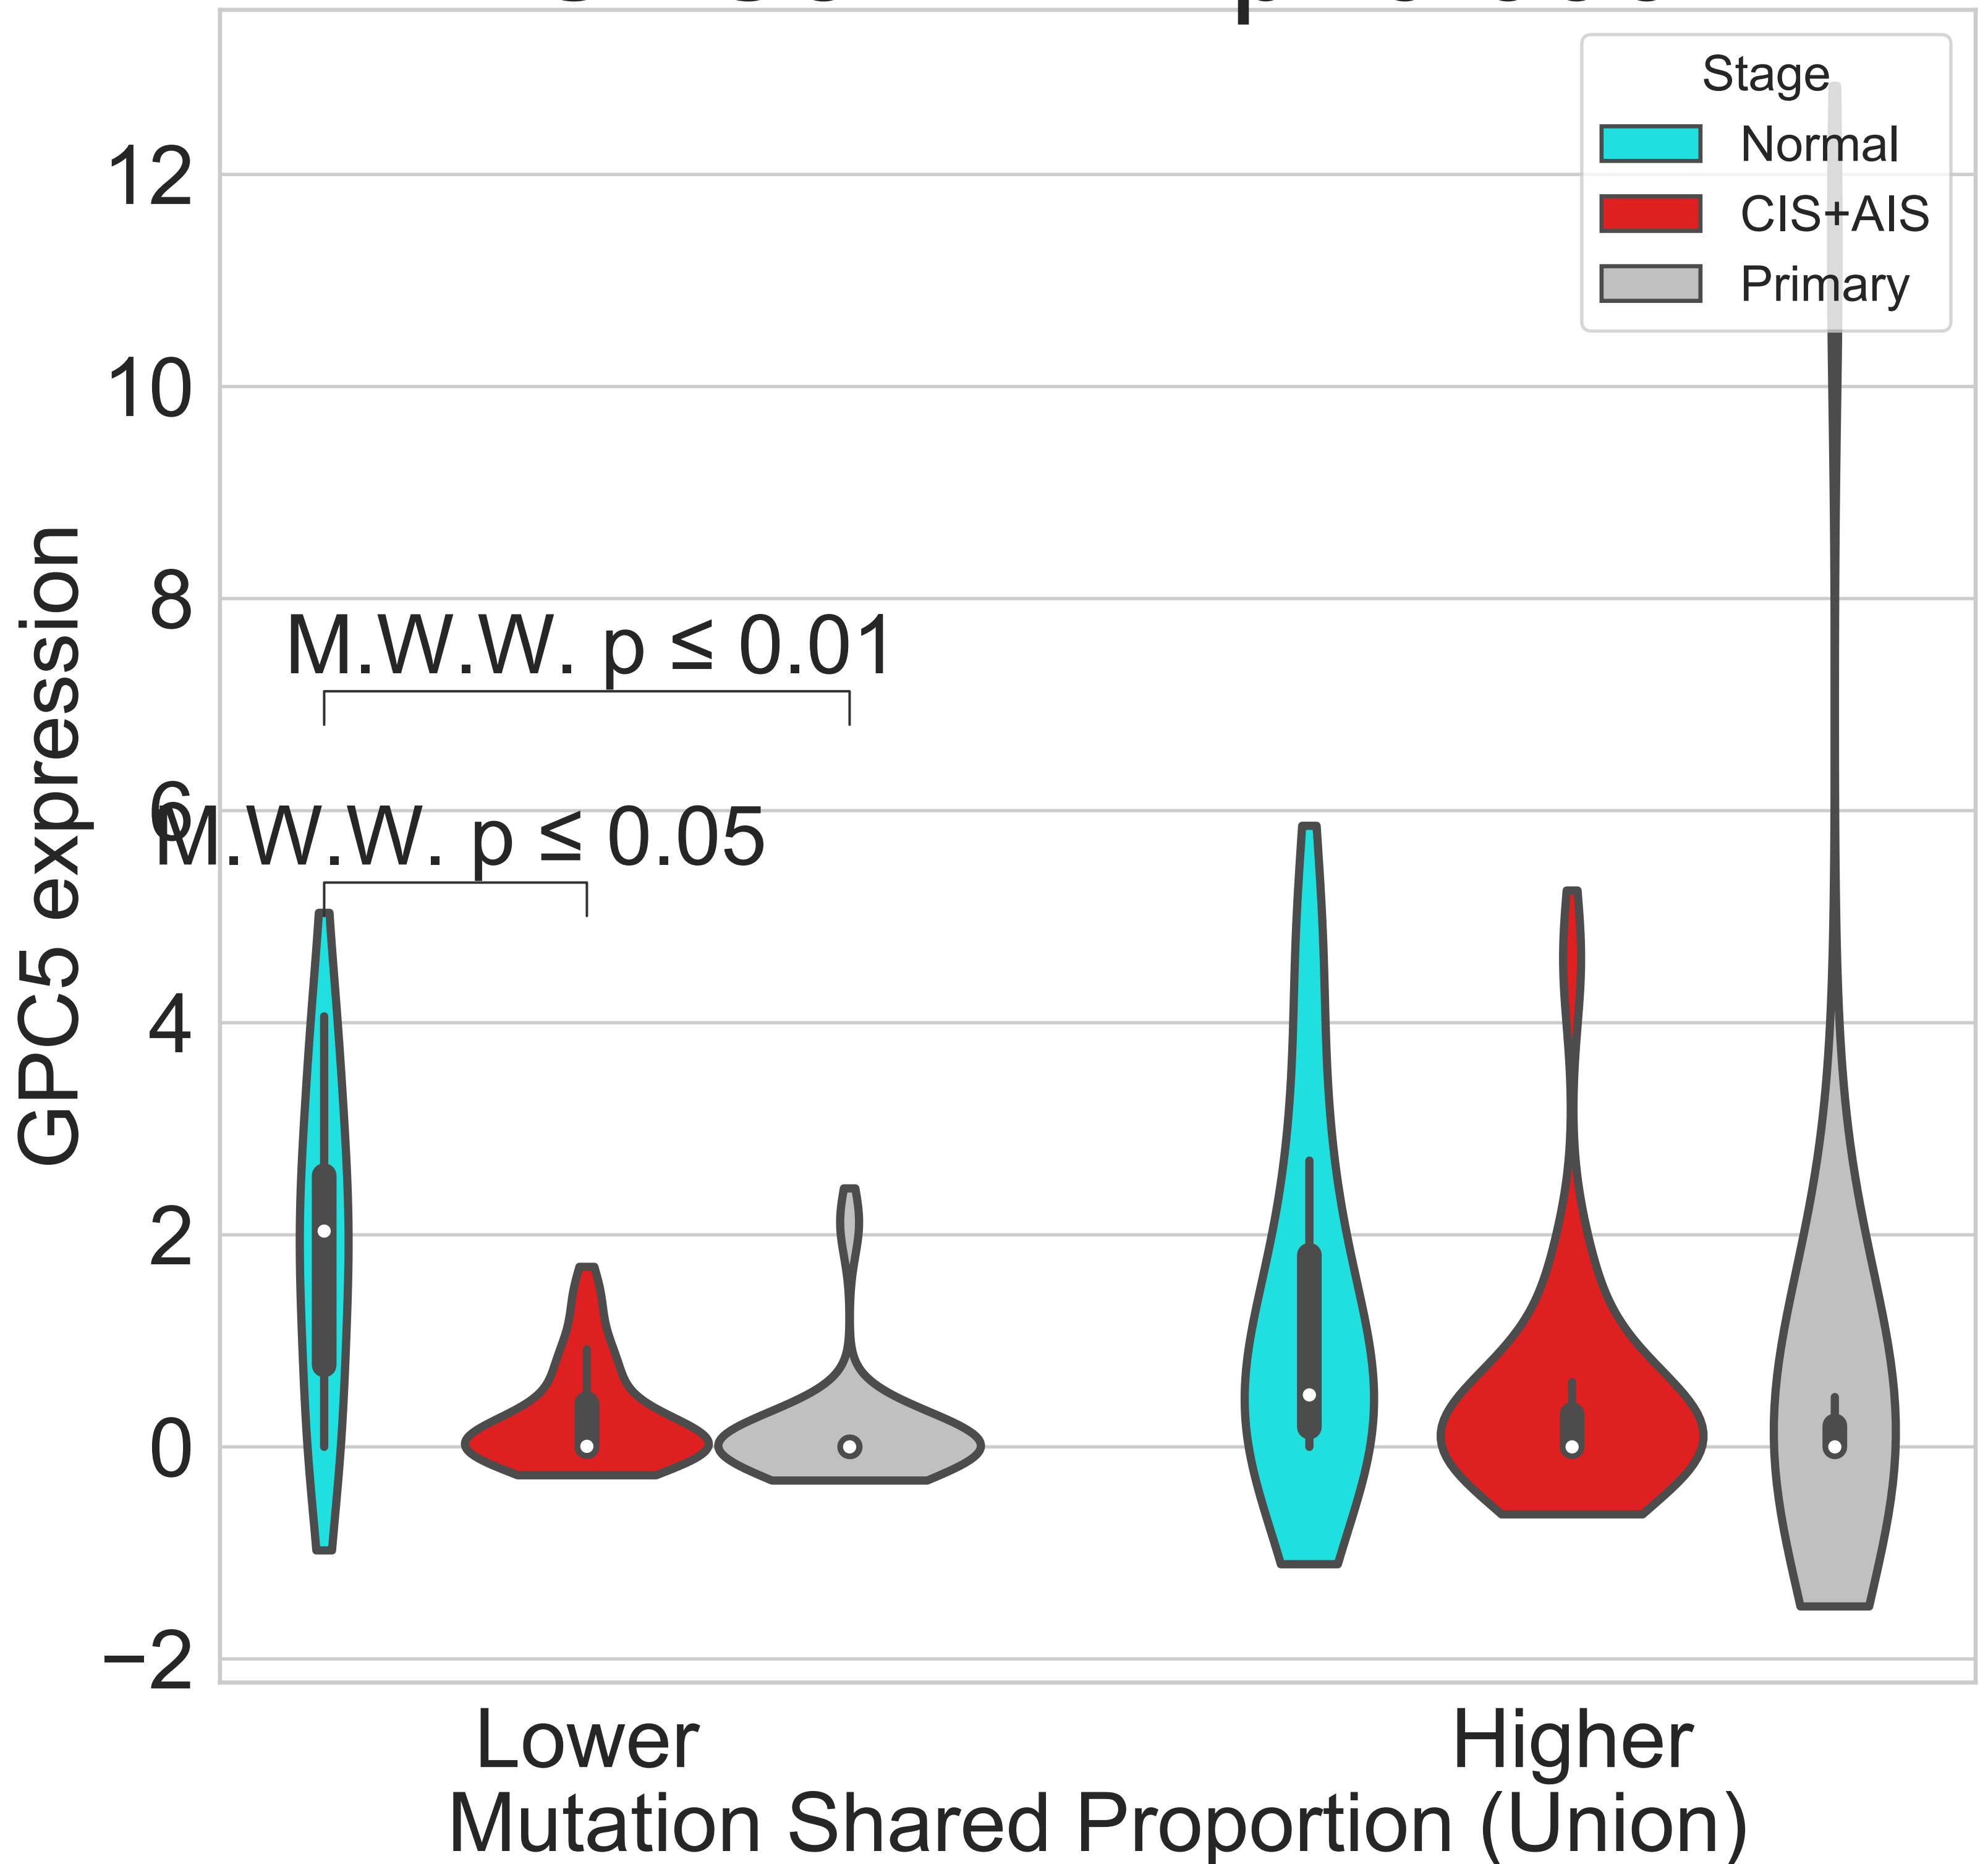 Stage
Normal
CIS+AIS
Primary
12
10
8
6
4
2
0
−2
GPC5 expression
M.W.W. p ≤ 0.01
M.W.W. p ≤ 0.05
Lower
Higher
Mutation Shared Proportion (Union)